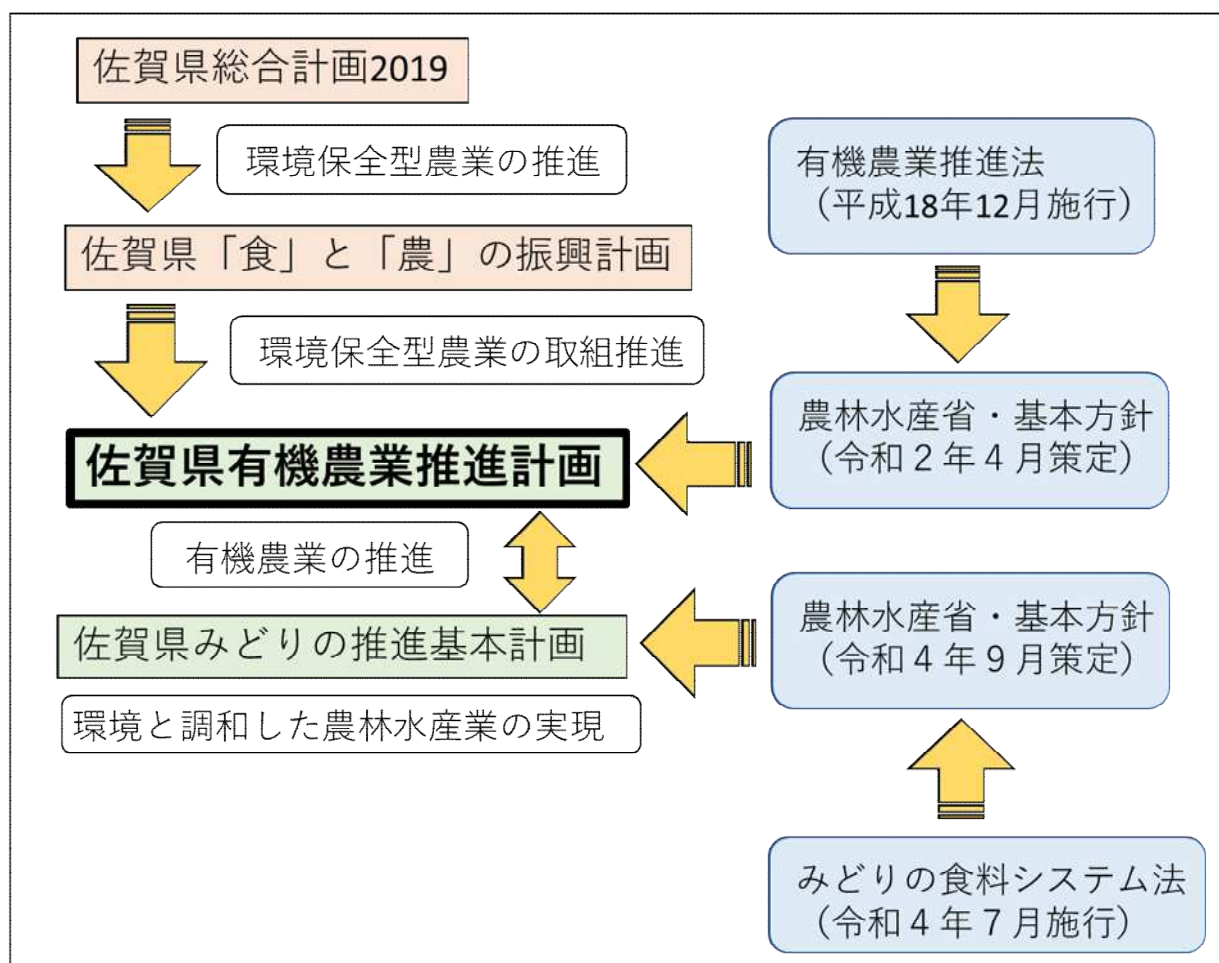 佐賀県総合計画2019
環境保全型農業の推進
佐賀県「食」と「農」の振興計画
環境保全型農業の取組推進
佐賀県有機農業推進計画
有機農業の推進
佐賀県みどりの推進基本計画
環境と調和した農林水産業の実現
有機農業推進法
（平成18年12月施行）
農林水産省・基本方針
（令和２年４月策定）
農林水産省・基本方針
（令和４年９月策定）
みどりの食料システム法
（令和４年７月施行）